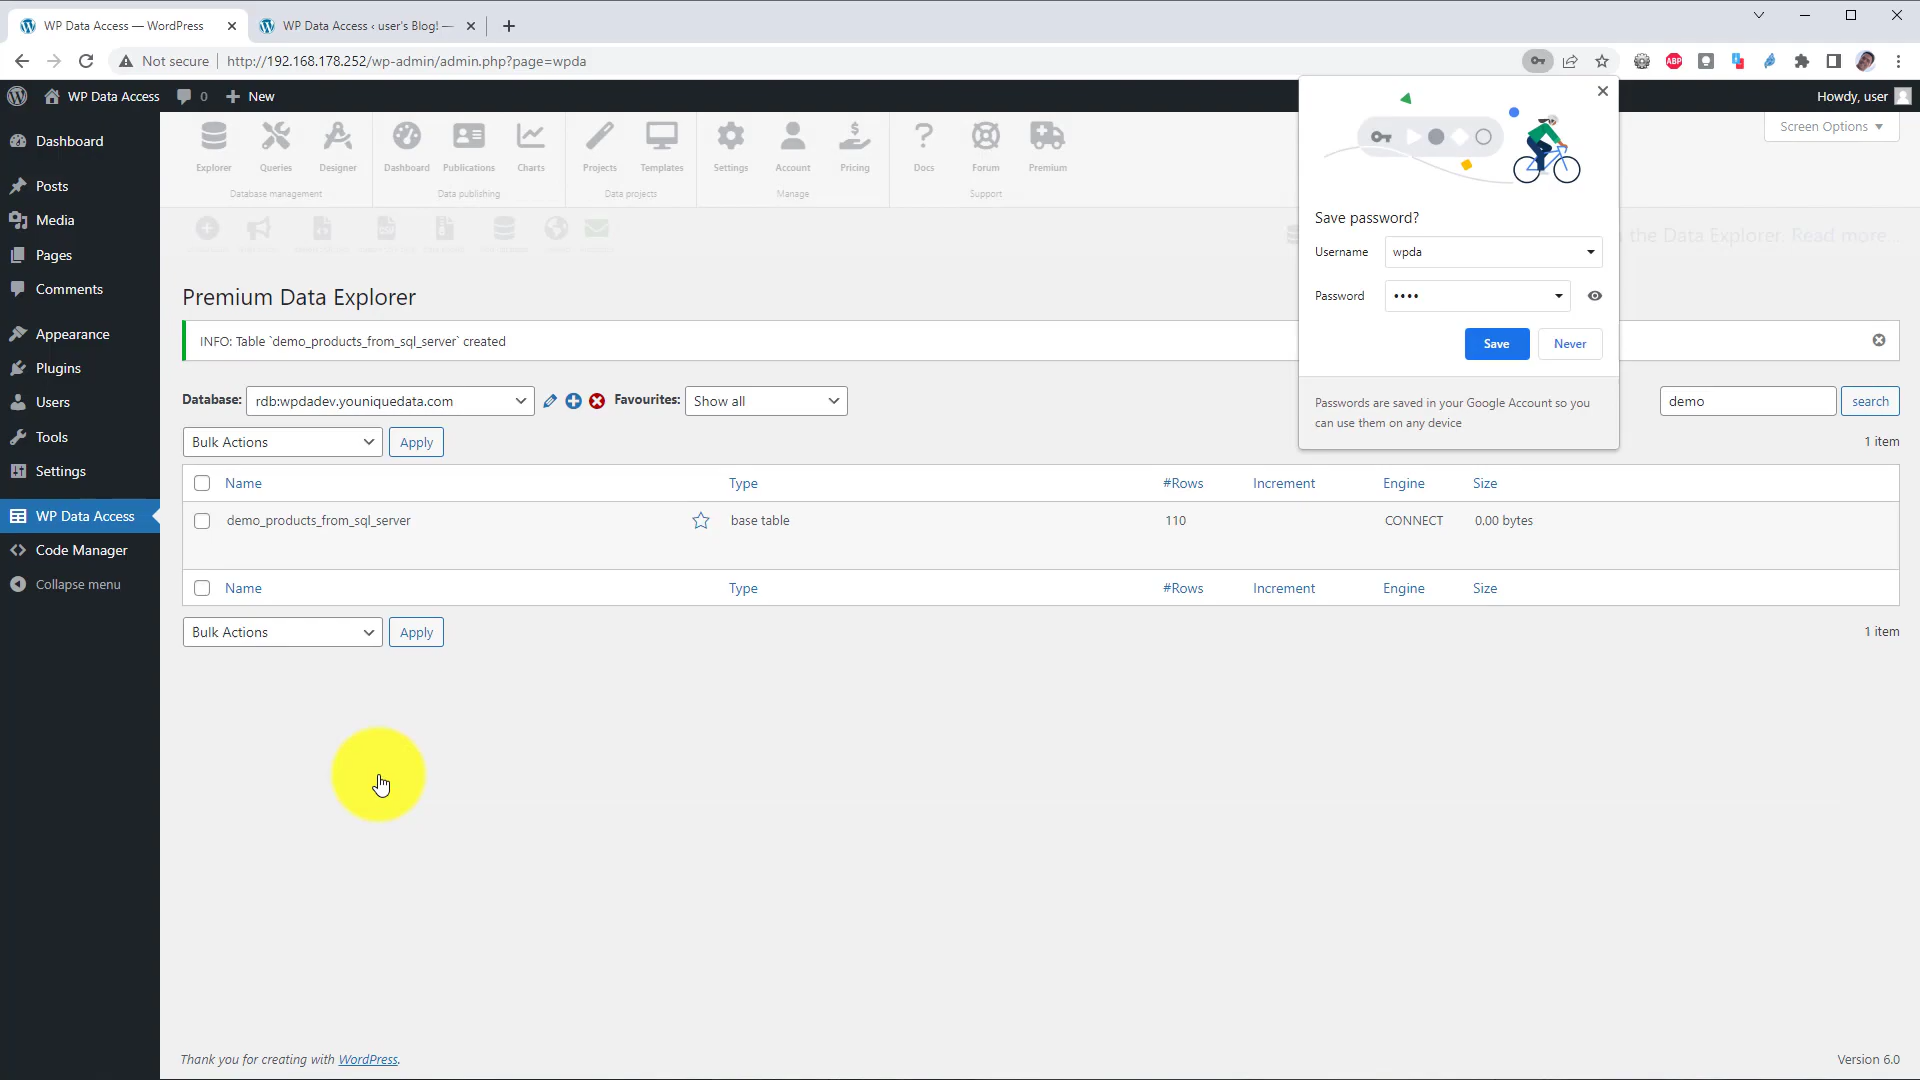 WP Data Access — WordPress
WP Data Access ‹ user's Blog! —
Not secure
http://192.168.178.252/wp-admin/admin.php?page=wpda
ABP
WP Data Access
0
New
Howdy, user
Screen Options
Dashboard
Posts
Media
Pages
Comments
Appearance
Plugins
Users
Tools
Settings
WP Data Access
Code Manager
Collapse menu
Explorer
Queries
Designer
Dashboard
Publications
Charts
Projects
Templates
Settings
Account
Pricing
Docs
Forum
Premium
Database management
Data publishing
Data projects
Manage
Support
the Data Explorer. Read more...
Save password?
Username
wpda
Password
••••
Save
Never
Passwords are saved in your Google Account so you
can use them on any device
Premium Data Explorer
INFO: Table `demo_products_from_sql_server` created
Database:
rdb:wpdadev.youniquedata.com
Favourites:
Show all
demo
search
Bulk Actions
Apply
1 item
Name
Type
#Rows
Increment
Engine
Size
demo_products_from_sql_server
base table
110
CONNECT
0.00 bytes
Name
Type
#Rows
Increment
Engine
Size
Bulk Actions
Apply
1 item
Thank you for creating with WordPress.
Version 6.0